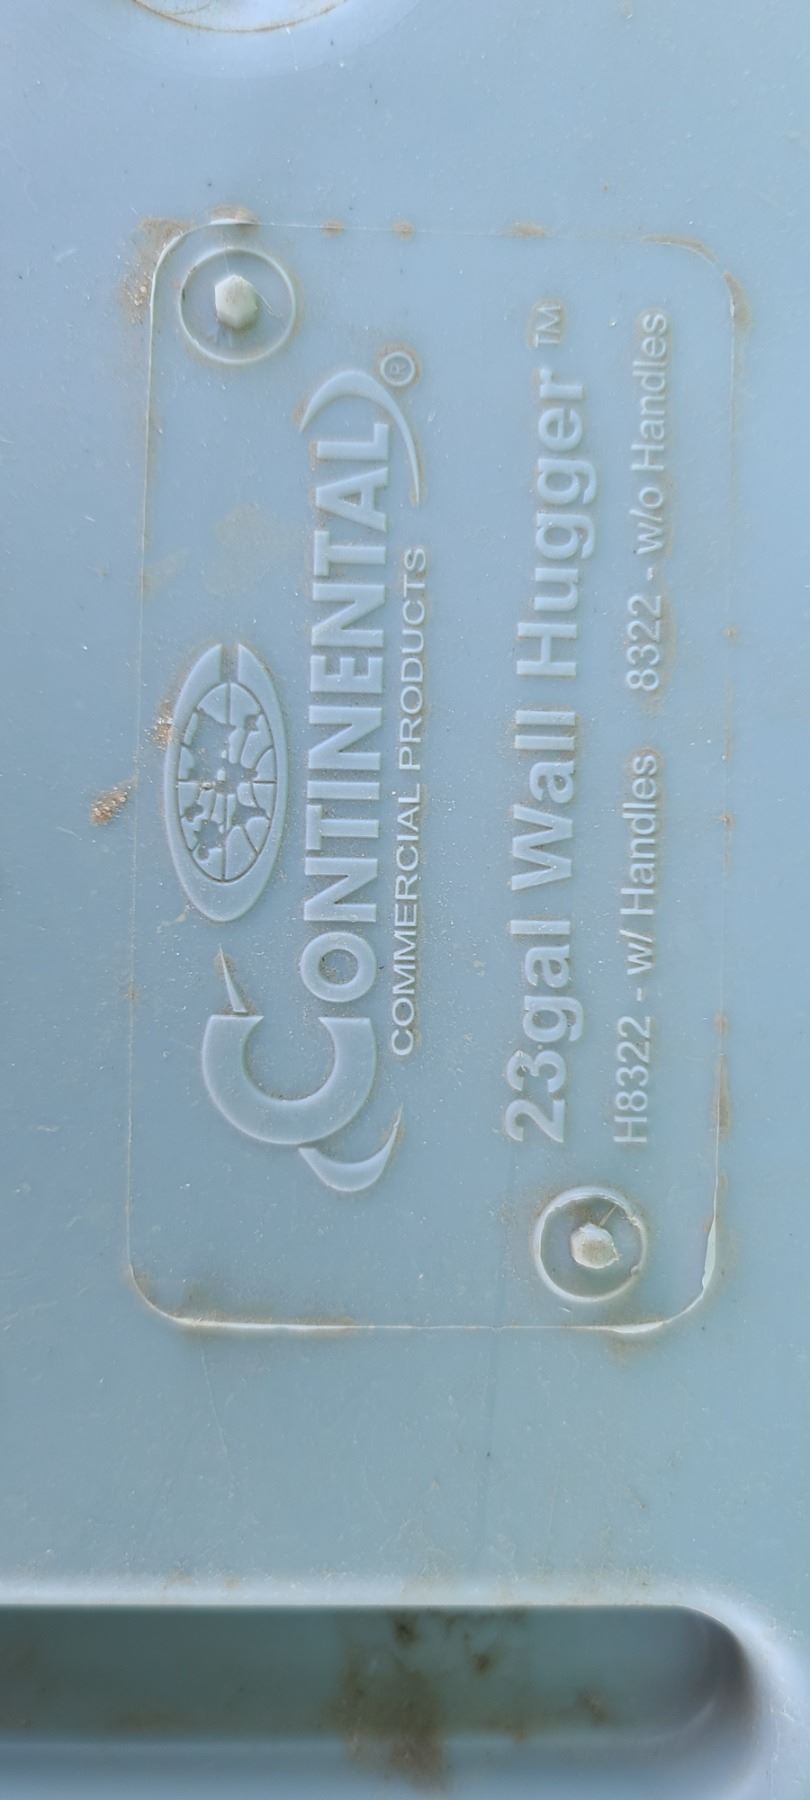 CONTINENTAL®
COMMERCIAL PRODUCTS
23gal Wall Hugger™
H8322 - w/ Handles 8322 - w/o Handles